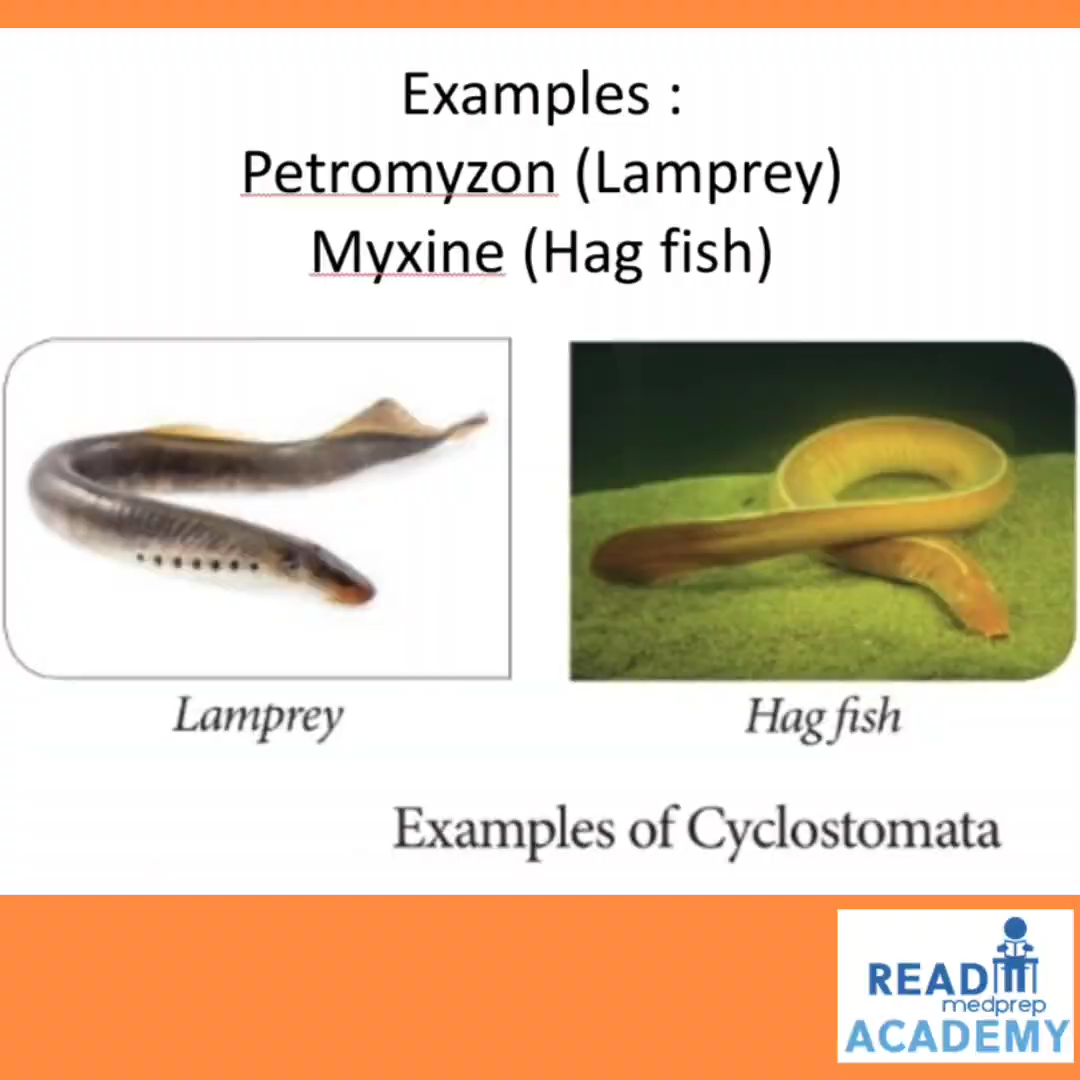 Examples :
Petromyzon (Lamprey)
Myxine (Hag fish)
Lamprey
Hag fish
Examples of Cyclostomata
READ
medprep
ACADEMY